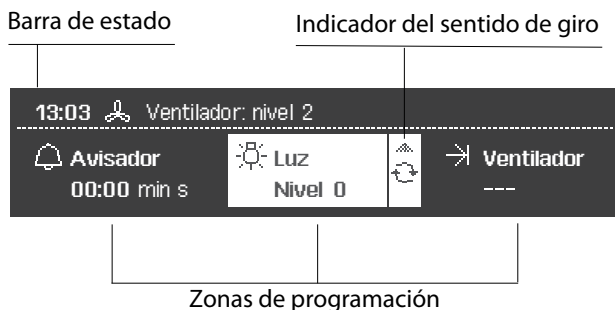 Barra de estado
Indicador del sentido de giro
13:03 Ventilador: nivel 2
Avisador Luz Ventilador
00:00 min s Nivel 0 ---
Zonas de programación